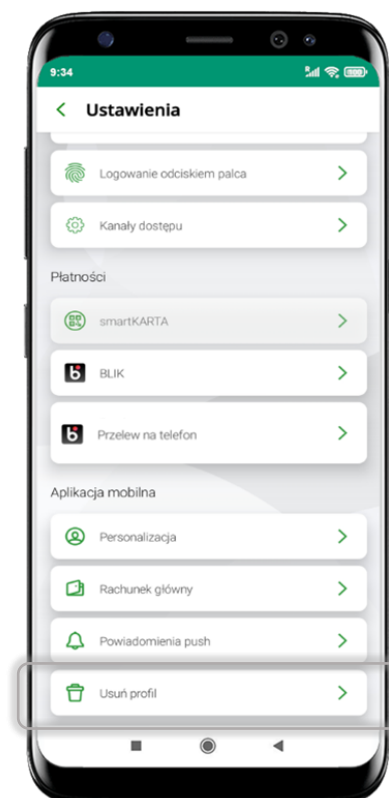 9:34
Ustawienia
Logowanie odciskiem palca
Kanały dostępu
Płatności
smartKARTA
BLIK
Przelew na telefon
Aplikacja mobilna
Personalizacja
Rachunek główny
Powiadomienia push
Usuń profil